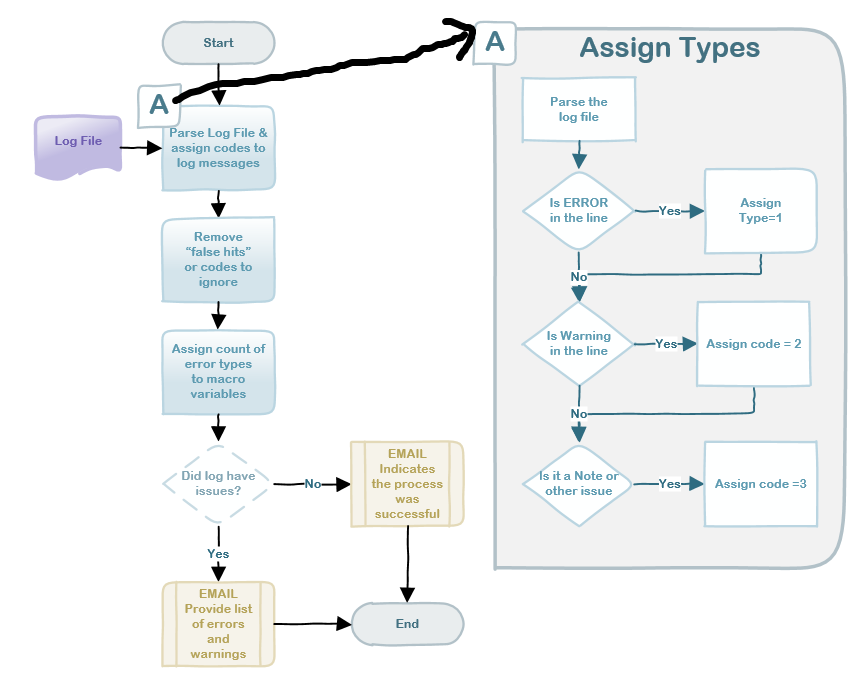 Start
A
Log File
Parse Log File &
assign codes to
log messages
Remove
“false hits”
or codes to
ignore
Assign count of
error types
to macro
variables
Did log have
issues?
No
EMAIL
Indicates
the process
was
successful
Yes
EMAIL
Provide list
of errors
and
warnings
End
A
Assign Types
Parse the
log file
Is ERROR
in the line
Yes
Assign
Type=1
No
Is Warning
in the line
Yes
Assign code = 2
No
Is it a Note or
other issue
Yes
Assign code =3